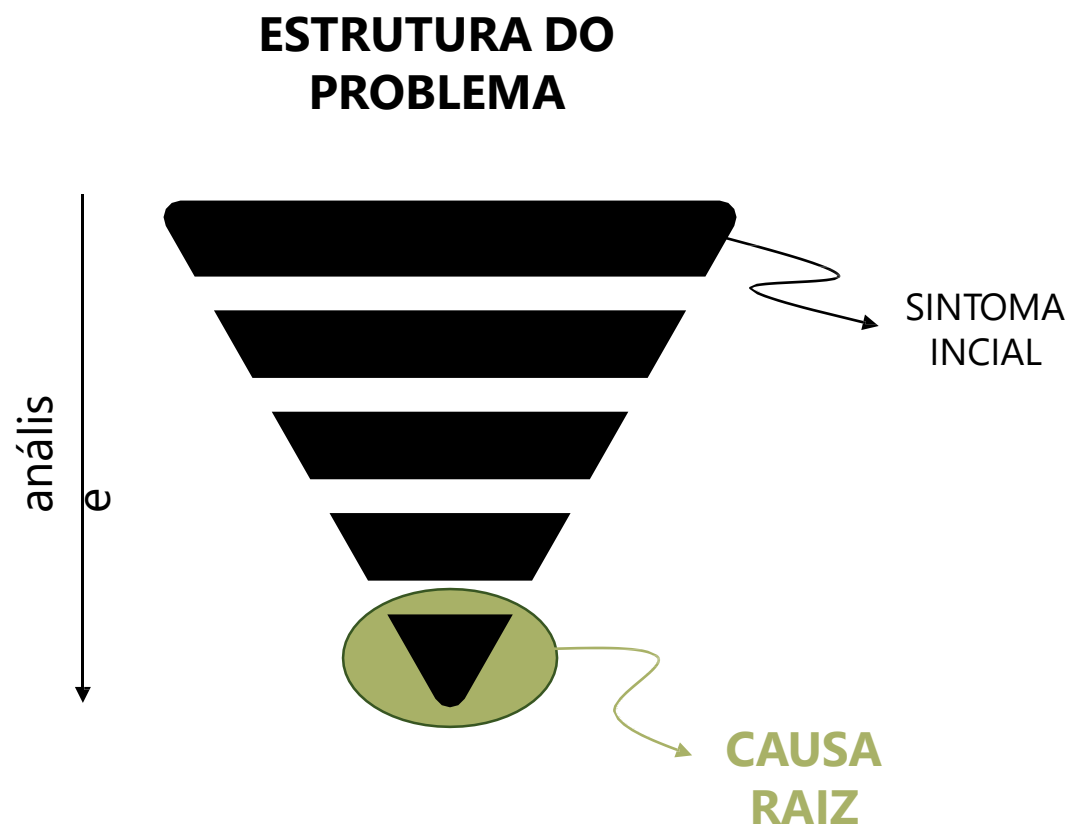 ESTRUTURA DO
PROBLEMA
SINTOMA
INCIAL
anális
e
CAUSA
RAIZ